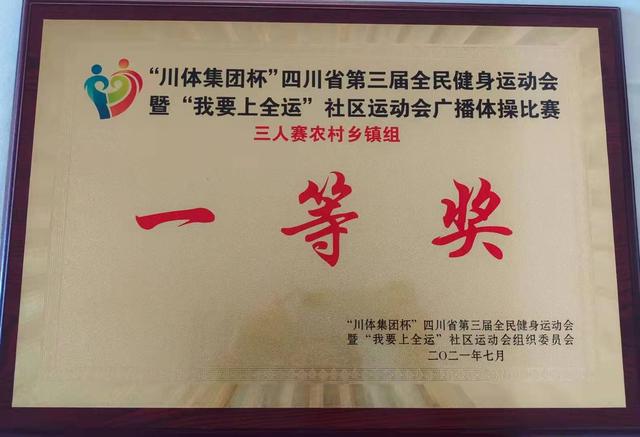 “川体集团杯”四川省第三届全民健身运动会
暨“我要上全运”社区运动会广播体操比赛
三人赛农村乡镇组
一等奖
“川体集团杯”四川省第三届全民健身运动会
暨“我要上全运”社区运动会组织委员会
二〇二一年七月